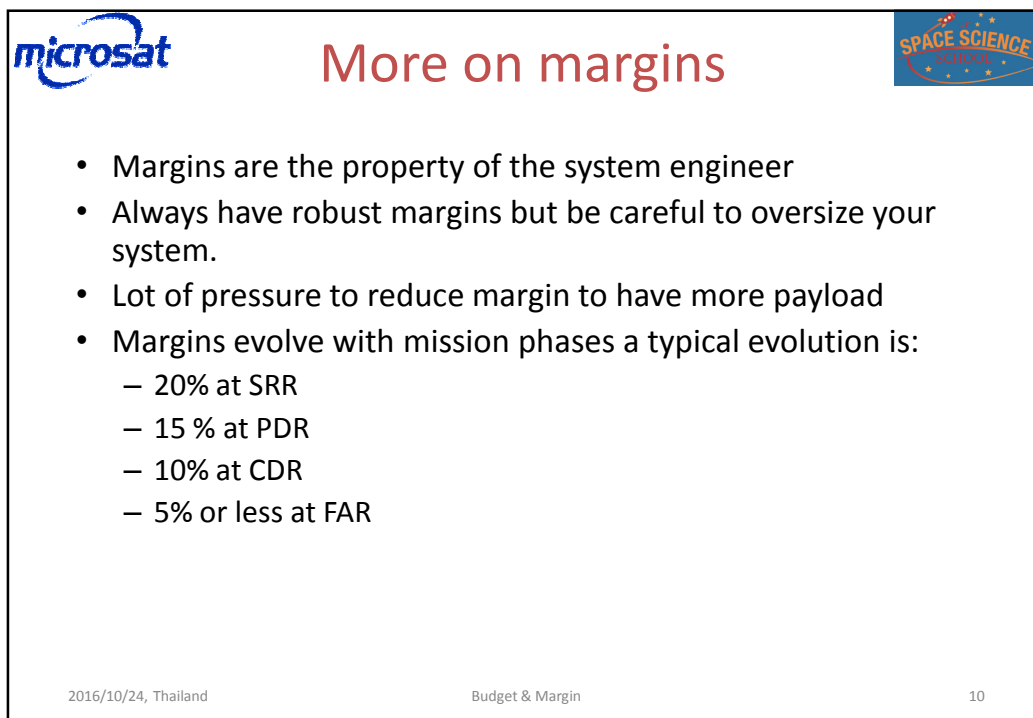 microsat
More on margins
SPACE SCIENCE
SCHOOL
• Margins are the property of the system engineer
• Always have robust margins but be careful to oversize your
system.
• Lot of pressure to reduce margin to have more payload
• Margins evolve with mission phases a typical evolution is:
– 20% at SRR
– 15 % at PDR
– 10% at CDR
– 5% or less at FAR
2016/10/24, Thailand
Budget & Margin
10